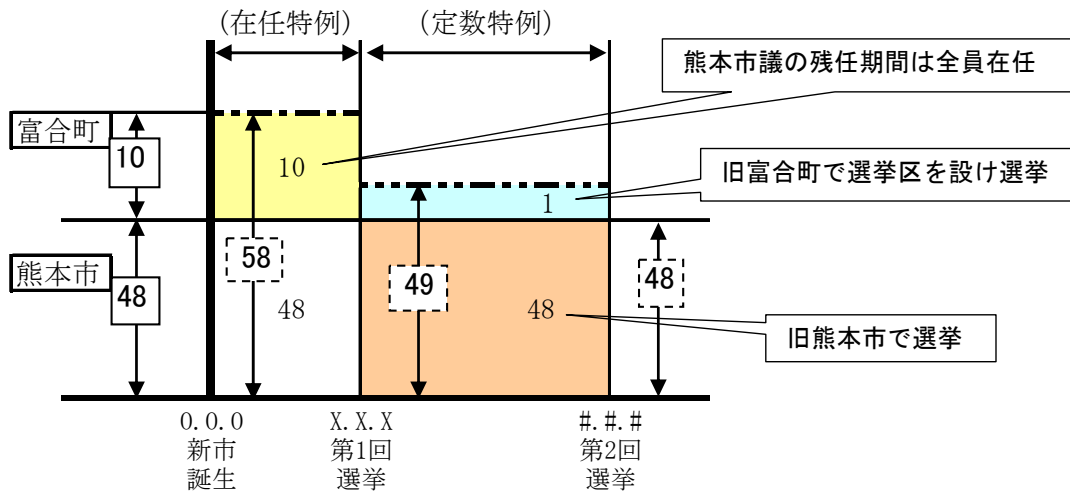 (在任特例)
(定数特例)
熊本市議の残任期間は全員在任
富合町
10
10
旧富合町で選挙区を設け選挙
1
熊本市
48
58
48
49
48
48
旧熊本市で選挙
0.0.0
新市
誕生
X.X.X
第1回
選挙
#.#.#
第2回
選挙